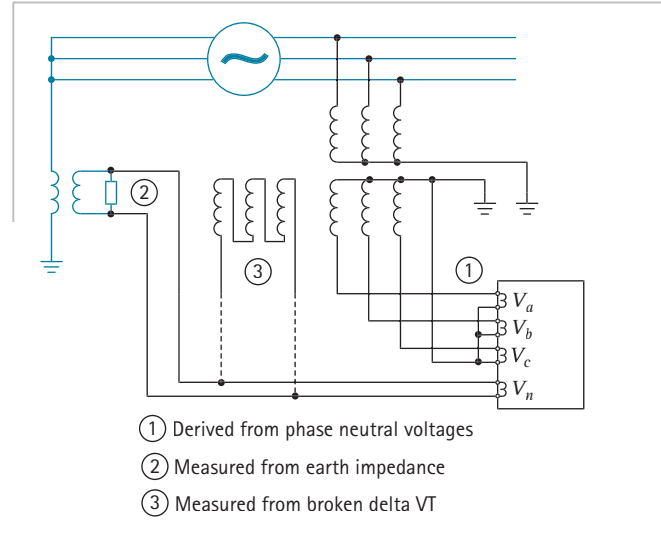 2
3
1
Va
Vb
Vc
Vn
1 Derived from phase neutral voltages
2 Measured from earth impedance
3 Measured from broken delta VT